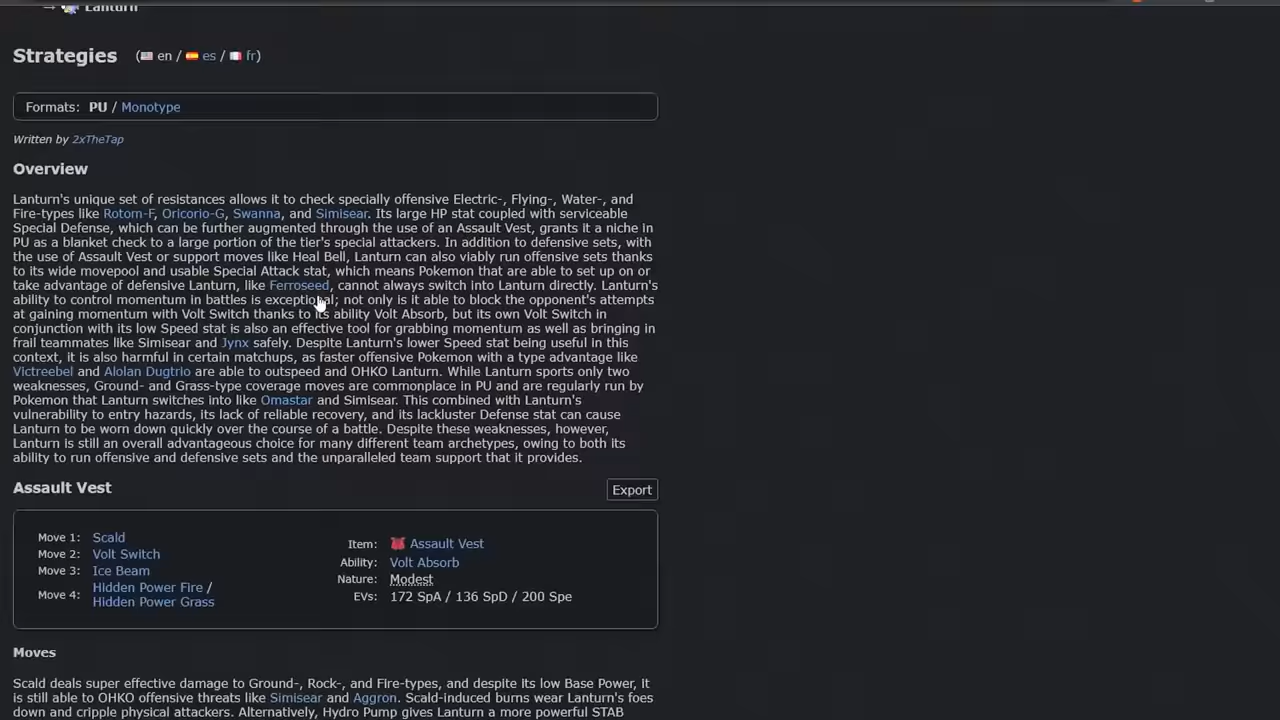 → Lanturn
Strategies (en / es / fr)
Formats: PU / Monotype
Written by 2xTheTap
Overview
Lanturn's unique set of resistances allows it to check specially offensive Electric-, Flying-, Water-, and
Fire-types like Rotom-F, Oricorio-G, Swanna, and Simisear. Its large HP stat coupled with serviceable
Special Defense, which can be further augmented through the use of an Assault Vest, grants it a niche in
PU as a blanket check to a large portion of the tier's special attackers. In addition to defensive sets, with
the use of Assault Vest or support moves like Heal Bell, Lanturn can also viably run offensive sets thanks
to its wide movepool and usable Special Attack stat, which means Pokemon that are able to set up on or
take advantage of defensive Lanturn, like Ferroseed, cannot always switch into Lanturn directly. Lanturn's
ability to control momentum in battles is exceptional; not only is it able to block the opponent's attempts
at gaining momentum with Volt Switch thanks to its ability Volt Absorb, but its own Volt Switch in
conjunction with its low Speed stat is also an effective tool for grabbing momentum as well as bringing in
frail teammates like Simisear and Jynx safely. Despite Lanturn's lower Speed stat being useful in this
context, it is also harmful in certain matchups, as faster offensive Pokemon with a type advantage like
Victreebel and Alolan Dugtrio are able to outspeed and OHKO Lanturn. While Lanturn sports only two
weaknesses, Ground- and Grass-type coverage moves are commonplace in PU and are regularly run by
Pokemon that Lanturn switches into like Omastar and Simisear. This combined with Lanturn's
vulnerability to entry hazards, its lack of reliable recovery, and its lackluster Defense stat can cause
Lanturn to be worn down quickly over the course of a battle. Despite these weaknesses, however,
Lanturn is still an overall advantageous choice for many different team archetypes, owing to both its
ability to run offensive and defensive sets and the unparalleled team support that it provides.
Assault Vest
Export
Move 1: Scald
Move 2: Volt Switch
Move 3: Ice Beam
Move 4: Hidden Power Fire /
Hidden Power Grass
Item: Assault Vest
Ability: Volt Absorb
Nature: Modest
EVs: 172 SpA / 136 SpD / 200 Spe
Moves
Scald deals super effective damage to Ground-, Rock-, and Fire-types, and despite its low Base Power, it
is still able to OHKO offensive threats like Simisear and Aggron. Scald-induced burns wear Lanturn's foes
down and cripple physical attackers. Alternatively, Hydro Pump gives Lanturn a more powerful STAB